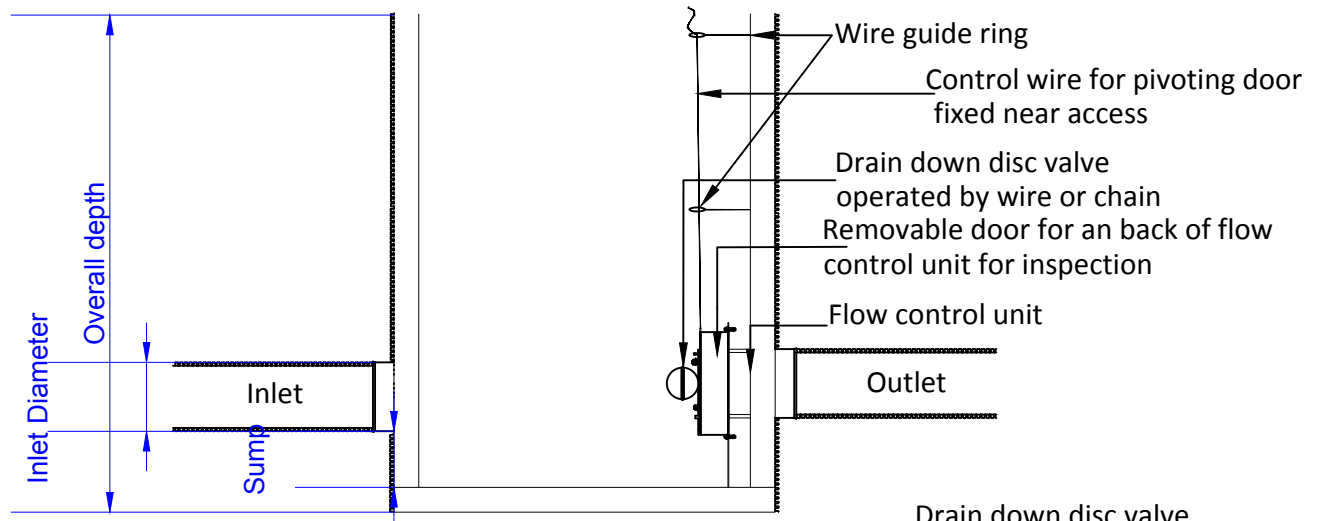 Wire guide ring
Control wire for pivoting door
fixed near access
Drain down disc valve
operated by wire or chain
Removable door for an back of flow
control unit for inspection
Flow control unit
Overall depth
Inlet Diameter
Inlet
Sump
Outlet
Drain down disc valve